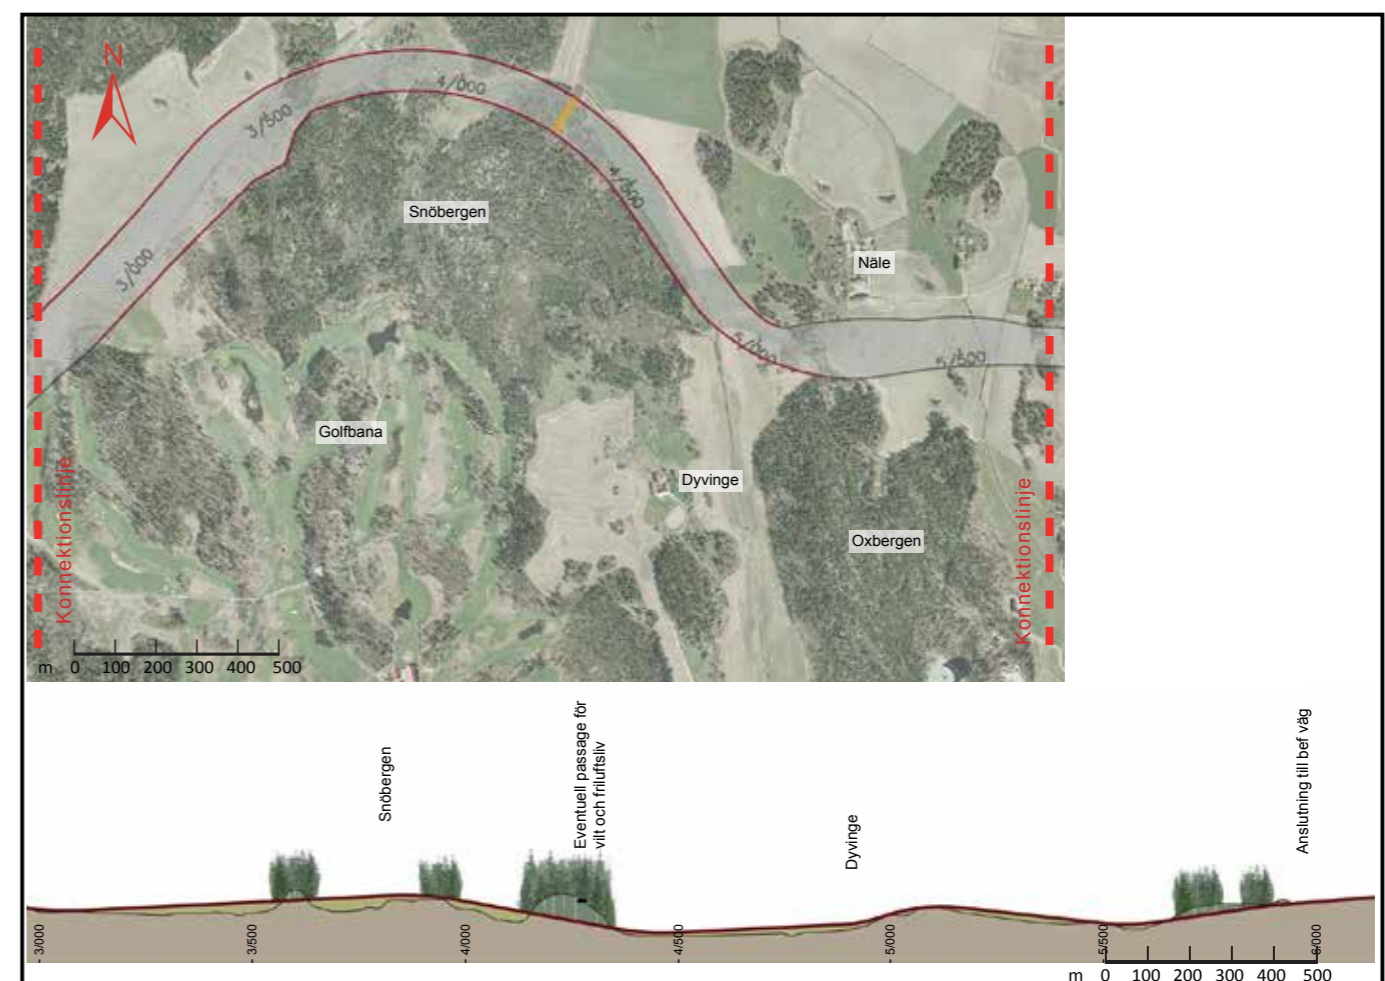 N
3/000
3/500
4/000
4/500
5/000
5/500
Snöbergen
Näle
Golfbana
Dyvinge
Oxbergen
Konnektionslinje
Konnektionslinje
m 0 100 200 300 400 500
Snöbergen
Eventuell passage för
vilt och friluftsliv
Dyvinge
Anslutning till bef väg
3/000
3/500
4/000
4/500
5/000
5/500
6/000
m 0 100 200 300 400 500